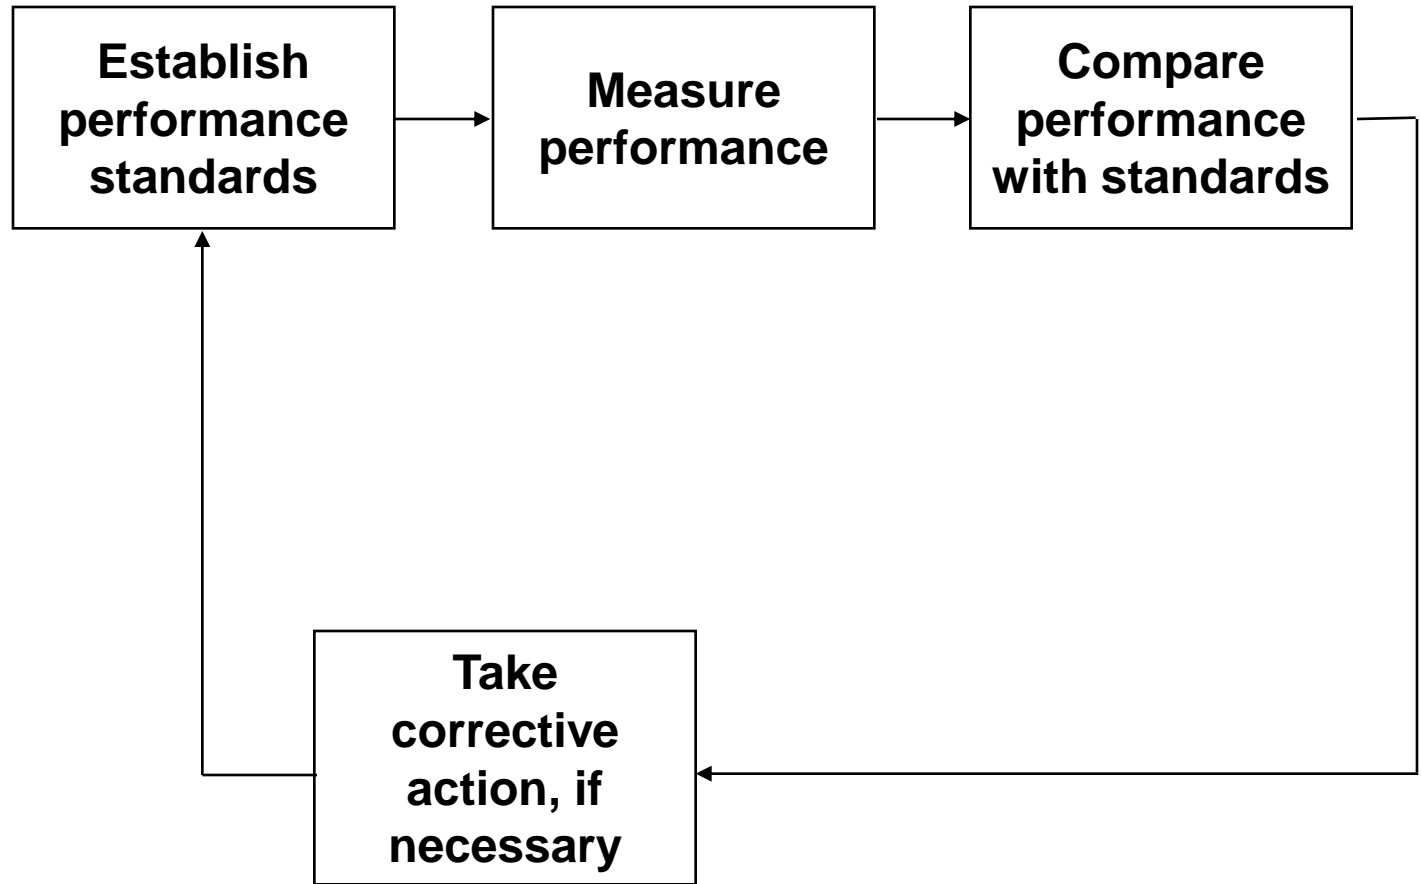 Establish
performance
standards
Measure
performance
Compare
performance
with standards
Take
corrective
action, if
necessary